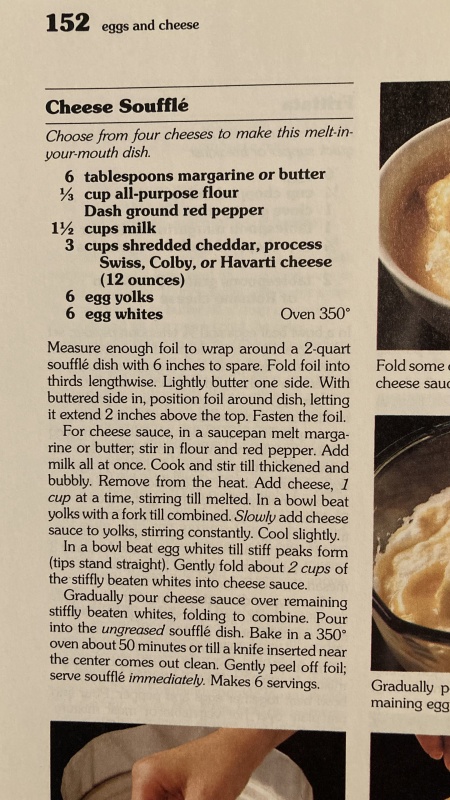 152 eggs and cheese
Cheese Soufflé
Choose from four cheeses to make this melt-in-
your-mouth dish.
6 tablespoons margarine or butter
⅓ cup all-purpose flour
Dash ground red pepper
1½ cups milk
3 cups shredded cheddar, process
Swiss, Colby, or Havarti cheese
(12 ounces)
6 egg yolks
6 egg whites Oven 350°
Measure enough foil to wrap around a 2-quart
soufflé dish with 6 inches to spare. Fold foil into
thirds lengthwise. Lightly butter one side. With
buttered side in, position foil around dish, letting
it extend 2 inches above the top. Fasten the foil.
For cheese sauce, in a saucepan melt marga-
rine or butter; stir in flour and red pepper. Add
milk all at once. Cook and stir till thickened and
bubbly. Remove from the heat. Add cheese, 1
cup at a time, stirring till melted. In a bowl beat
yolks with a fork till combined. Slowly add cheese
sauce to yolks, stirring constantly. Cool slightly.
In a bowl beat egg whites till stiff peaks form
(tips stand straight). Gently fold about 2 cups of
the stiffly beaten whites into cheese sauce.
Gradually pour cheese sauce over remaining
stiffly beaten whites, folding to combine. Pour
into the ungreased soufflé dish. Bake in a 350°
oven about 50 minutes or till a knife inserted near
the center comes out clean. Gently peel off foil;
serve soufflé immediately. Makes 6 servings.
Fold some
cheese sauc
Gradually p
maining egg